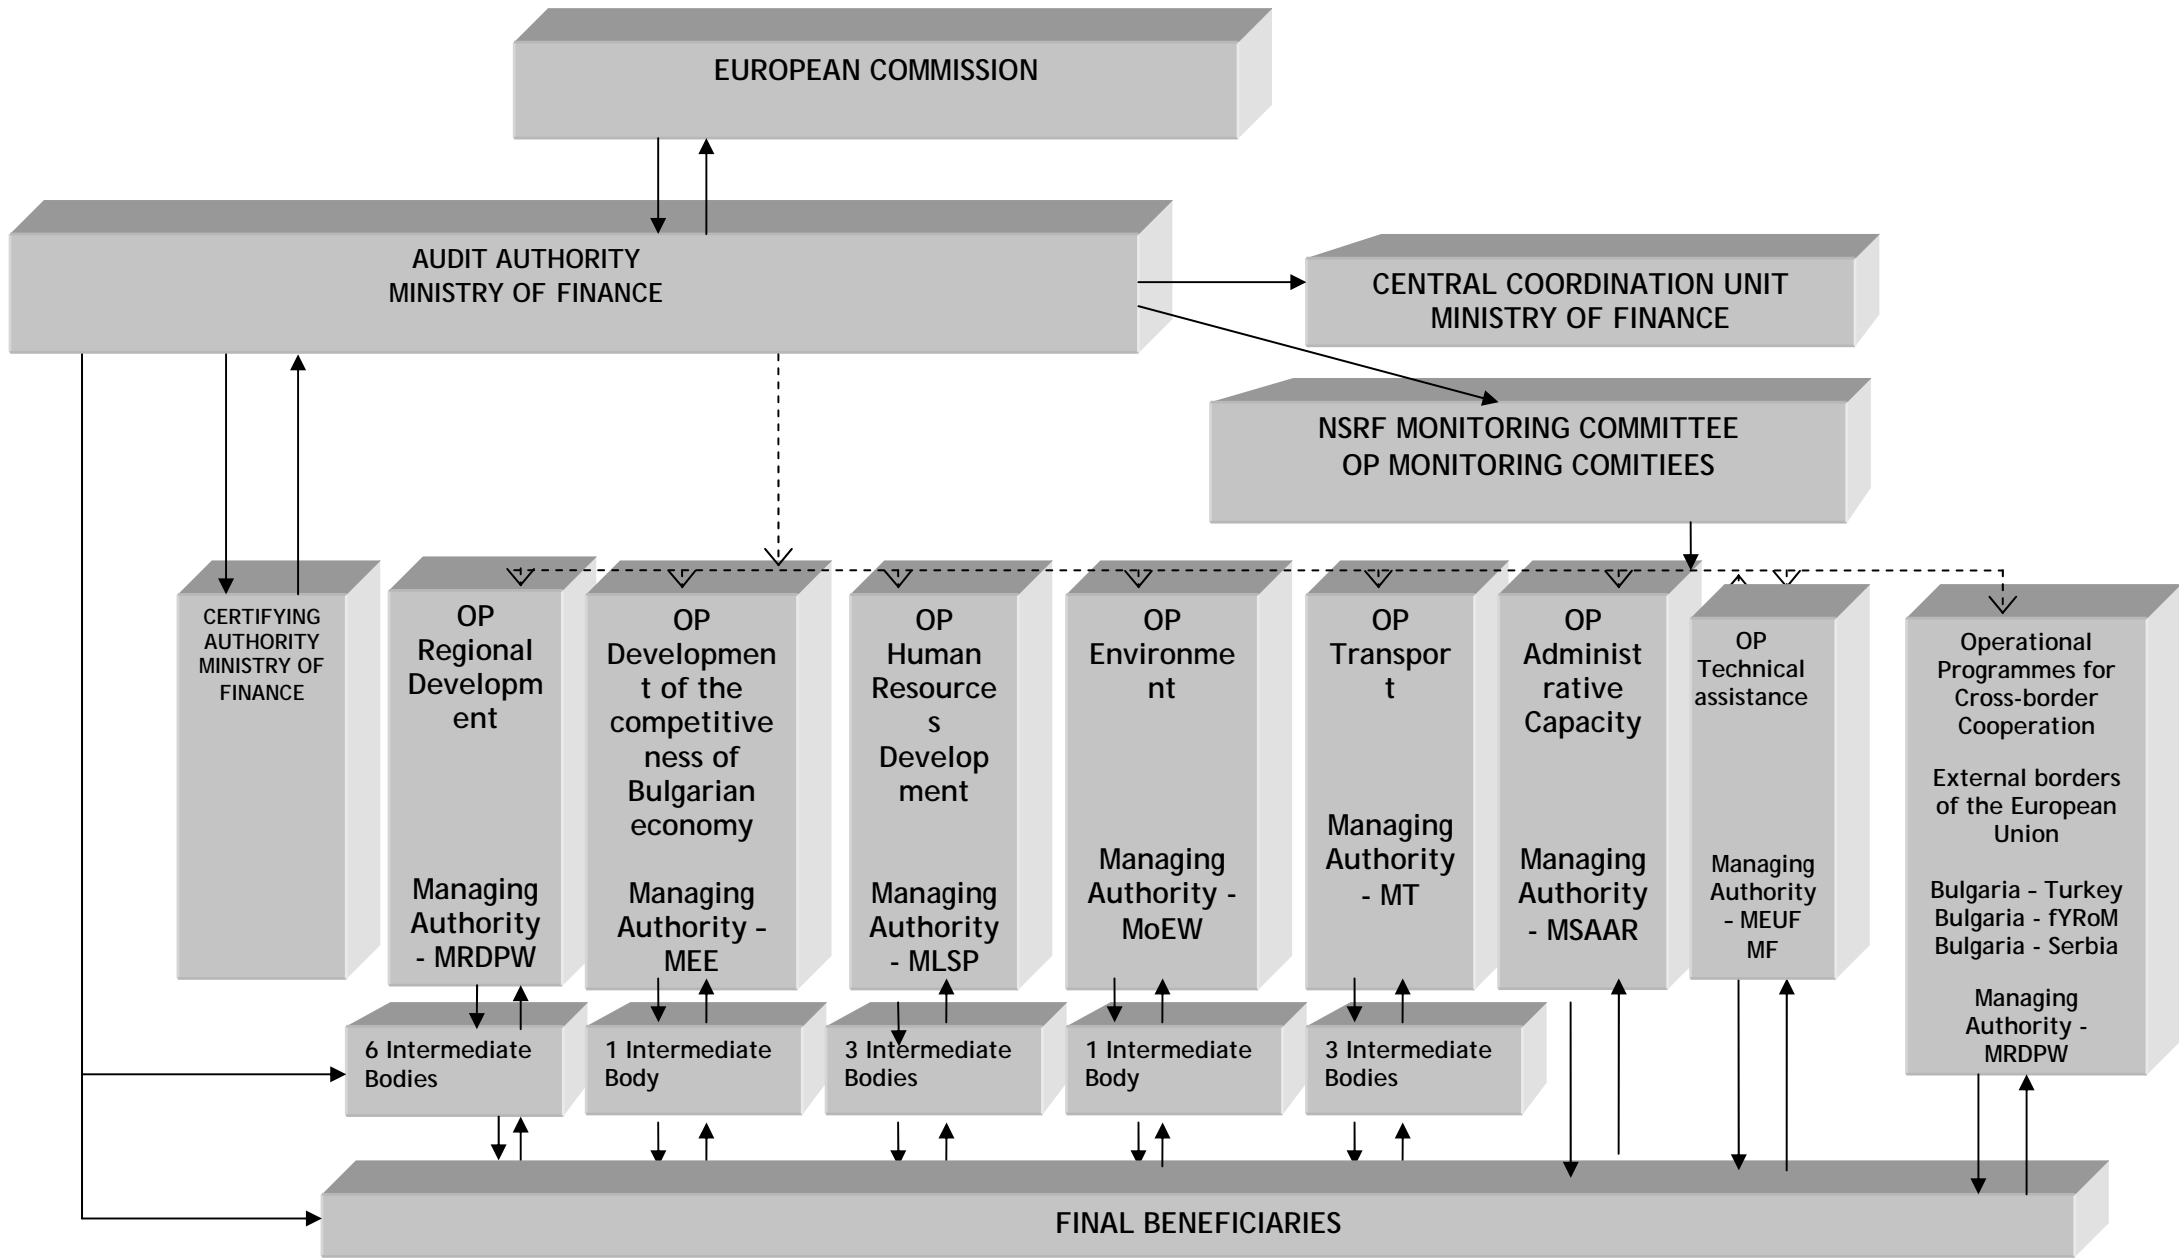 EUROPEAN COMMISSION
AUDIT AUTHORITY
MINISTRY OF FINANCE
CENTRAL COORDINATION UNIT
MINISTRY OF FINANCE
NSRF MONITORING COMMITTEE
OP MONITORING COMITIEES
CERTIFYING
AUTHORITY
MINISTRY OF
FINANCE
OP
Regional
Developm
ent
Managing
Authority
- MRDPW
OP
Developmen
t of the
competitive
ness of
Bulgarian
economy
Managing
Authority –
MEE
OP
Human
Resource
s
Develop
ment
Managing
Authority
- MLSP
OP
Environme
nt
Managing
Authority -
MoEW
OP
Transpor
t
Managing
Authority
- MT
OP
Administ
rative
Capacity
Managing
Authority
- MSAAR
OP
Technical
assistance
Managing
Authority
- MEUF
MF
Operational
Programmes for
Cross-border
Cooperation
External borders
of the European
Union
Bulgaria – Turkey
Bulgaria - fYRoM
Bulgaria - Serbia
Managing
Authority -
MRDPW
6 Intermediate
Bodies
1 Intermediate
Body
3 Intermediate
Bodies
1 Intermediate
Body
3 Intermediate
Bodies
FINAL BENEFICIARIES